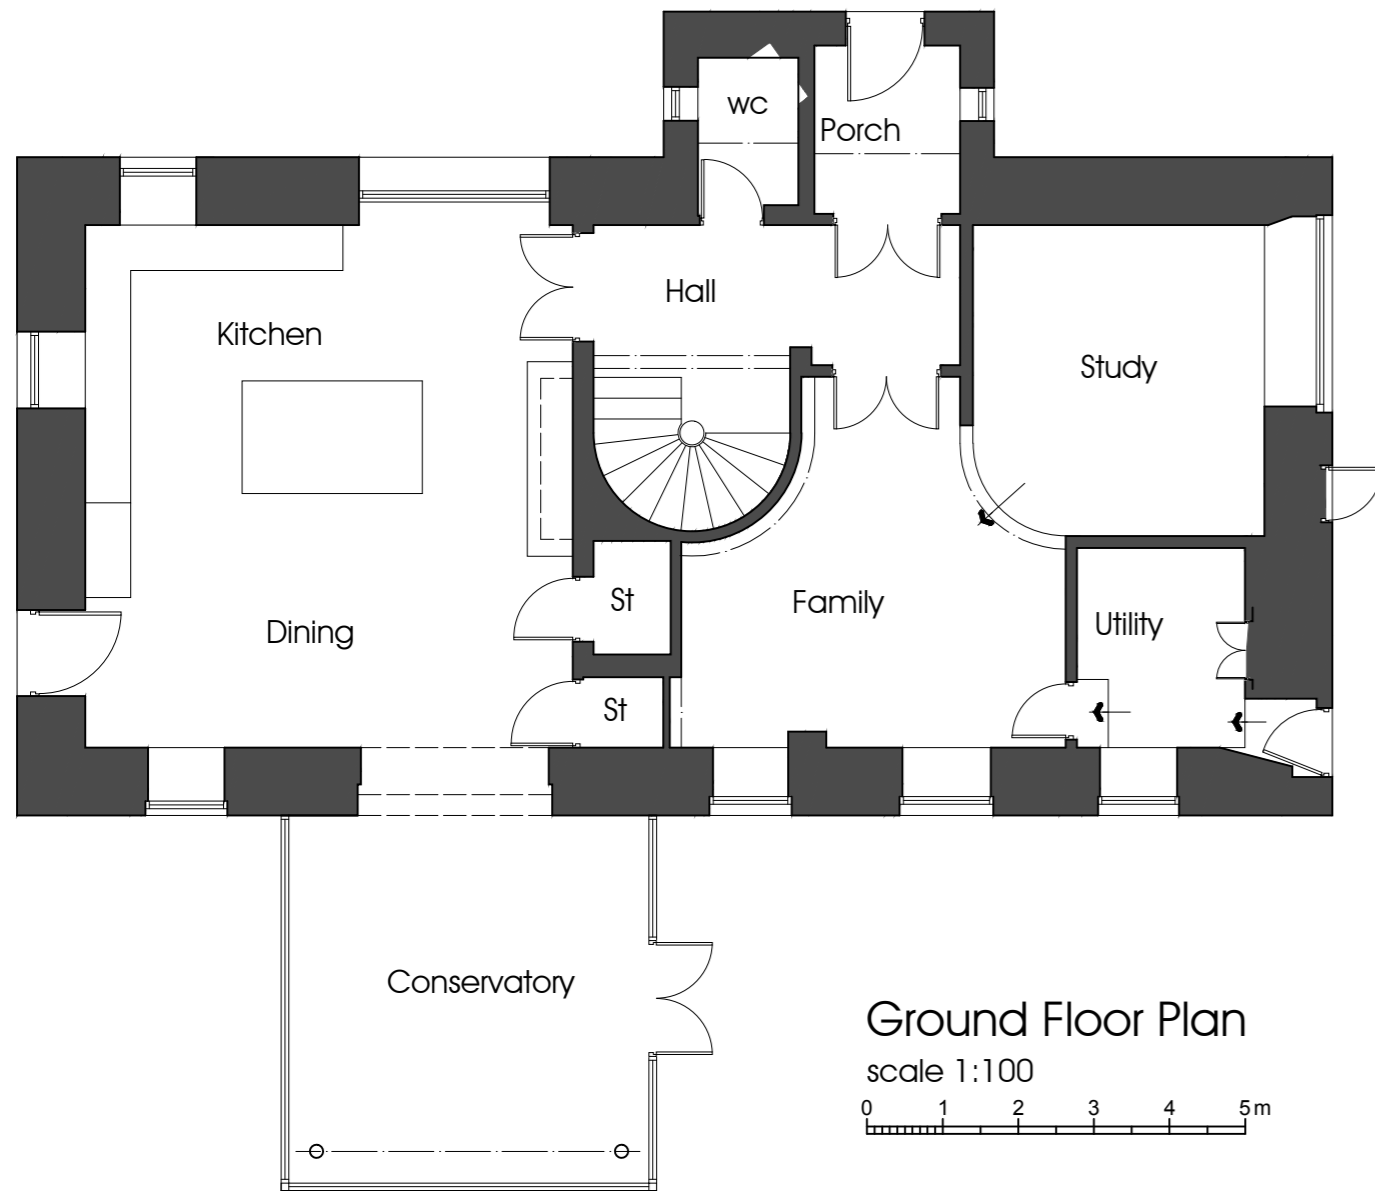 wc
Porch
Hall
Kitchen
Study
St
Family
Utility
Dining
St
Conservatory
Ground Floor Plan
scale 1:100
0 1 2 3 4 5m